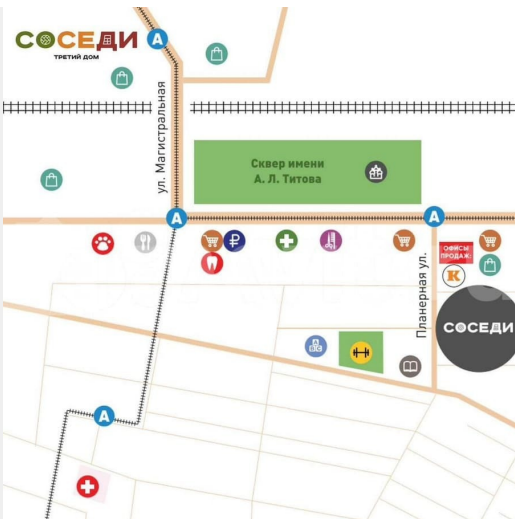 СОСЕДИ
ТРЕТИЙ ДОМ
А
ул. Магистральная
Сквер имени
А. Л. Титова
А
А
₽
ОФИСЫ
ПРОДАЖ:
К
Планерная ул.
СОСЕДИ
A
B C
А